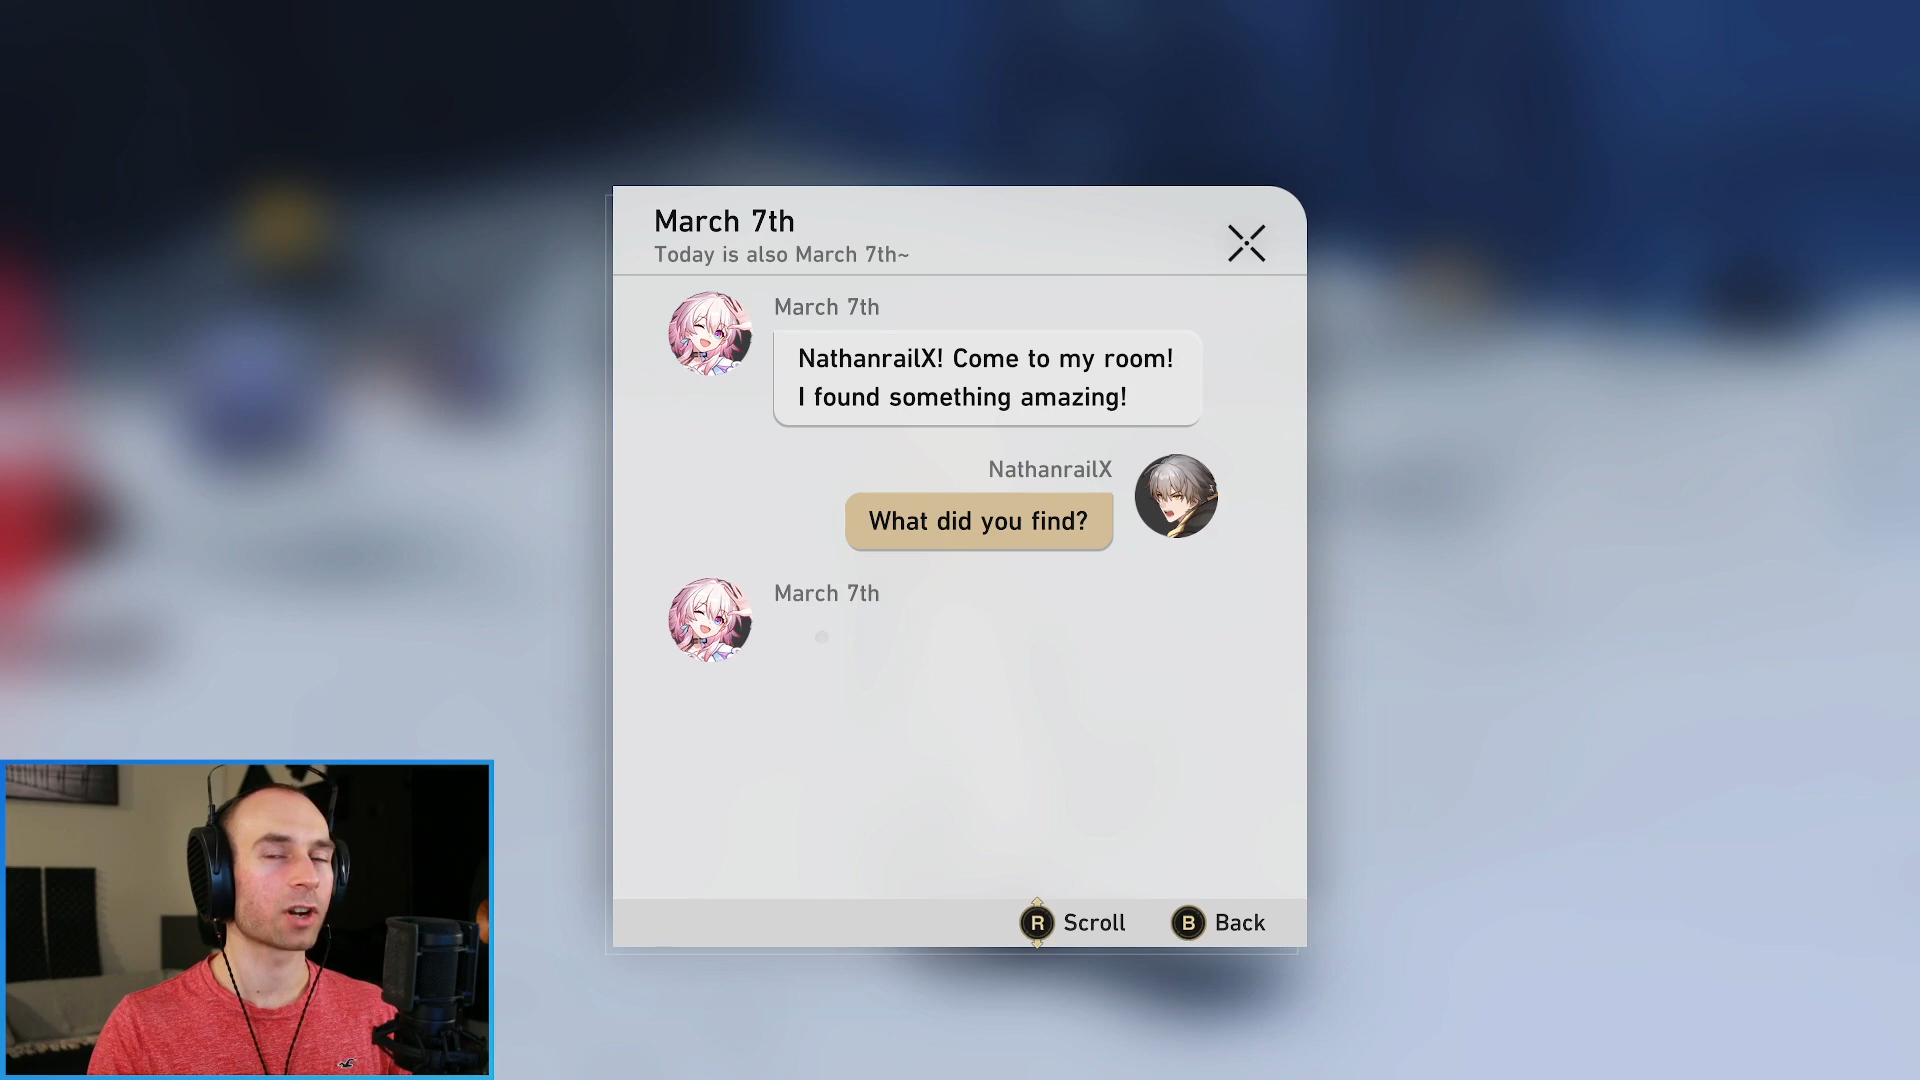 March 7th
Today is also March 7th~
March 7th
NathanrailX! Come to my room!
I found something amazing!
NathanrailX
What did you find?
March 7th
R Scroll
B Back